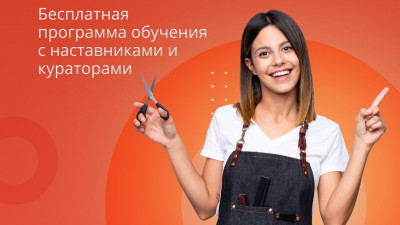 Бесплатная
программа обучения
с наставниками и
кураторами